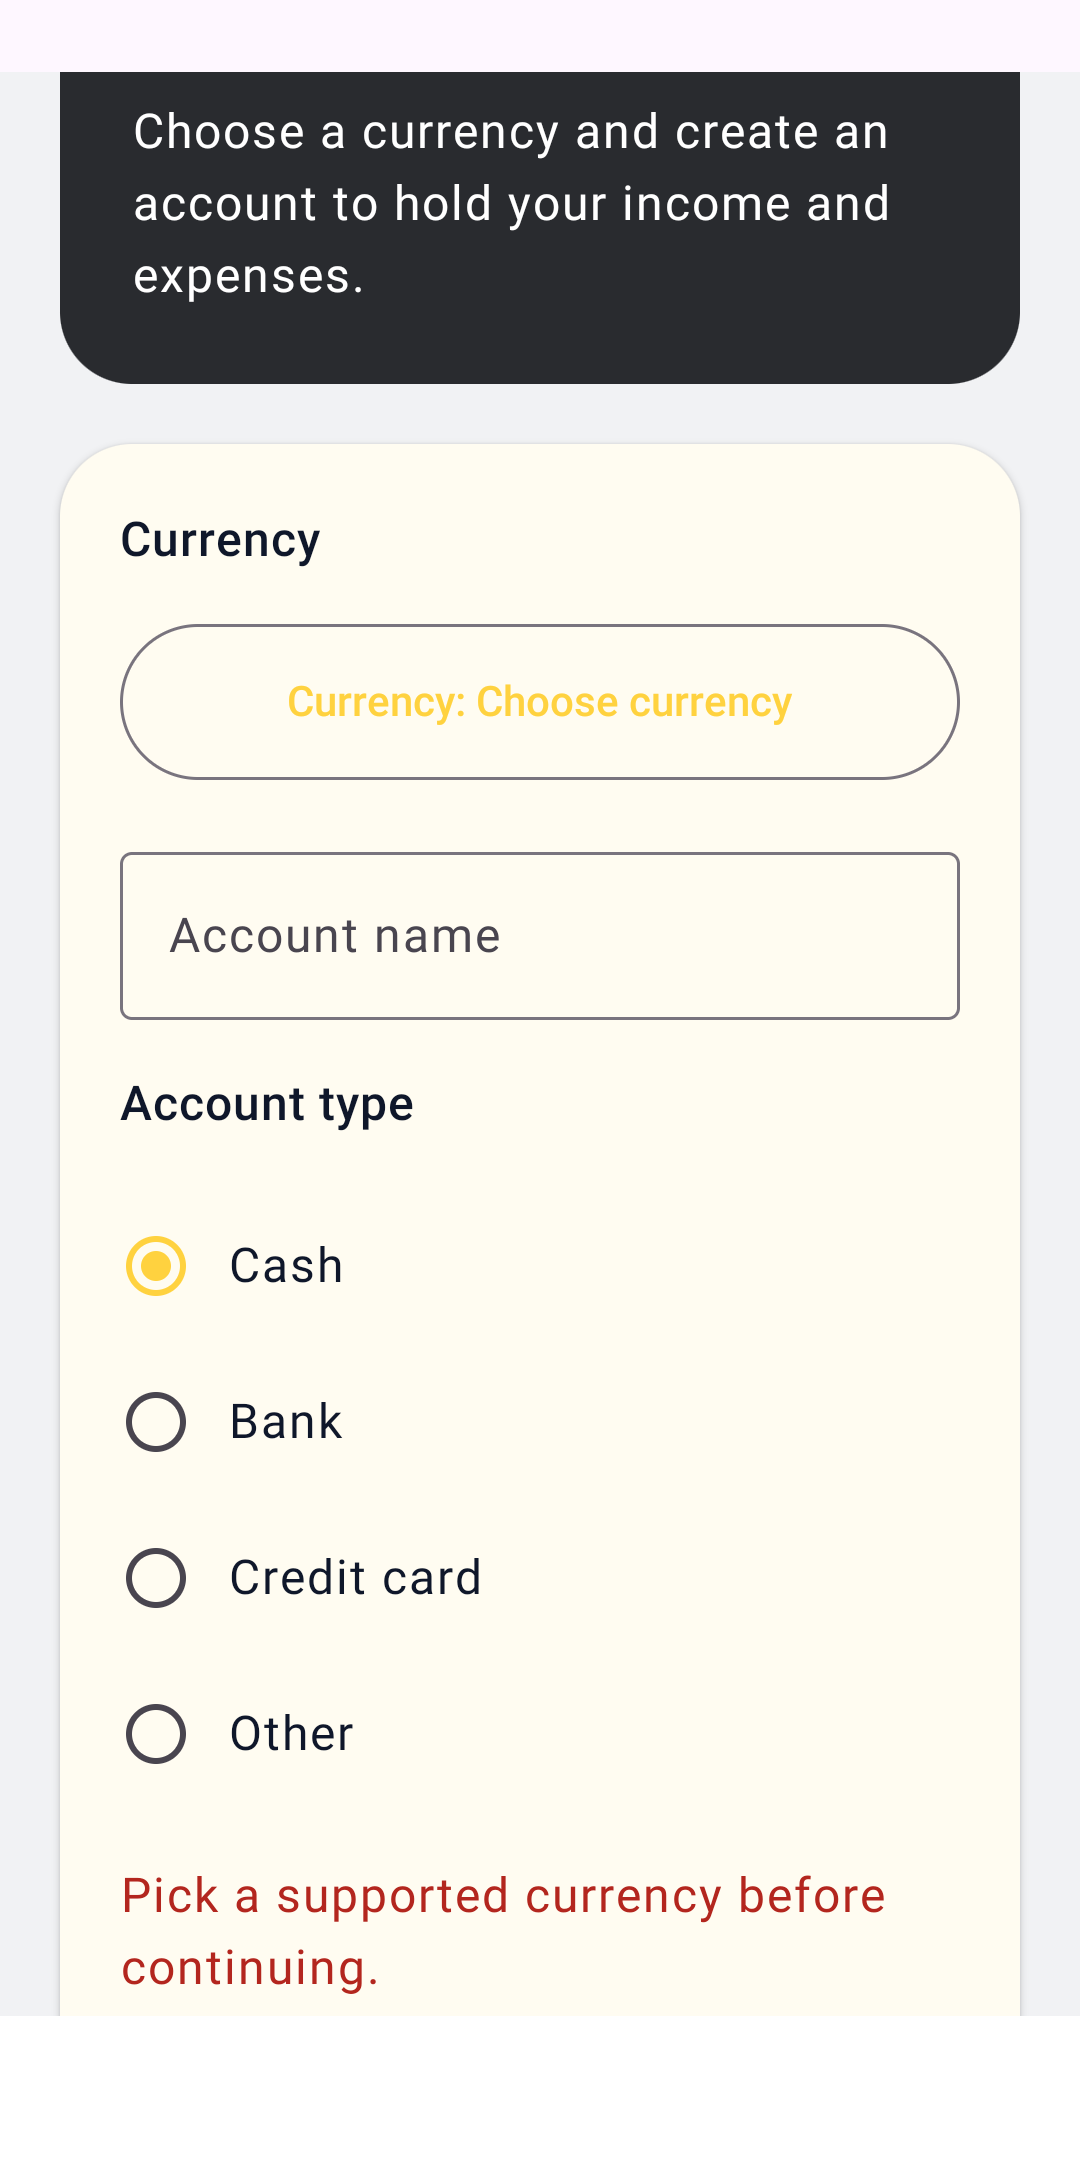 Choose a currency and create an
account to hold your income and
expenses.
Currency
Currency: Choose currency
Account name
Account type
Cash
Bank
Credit card
Other
Pick a supported currency before
continuing.